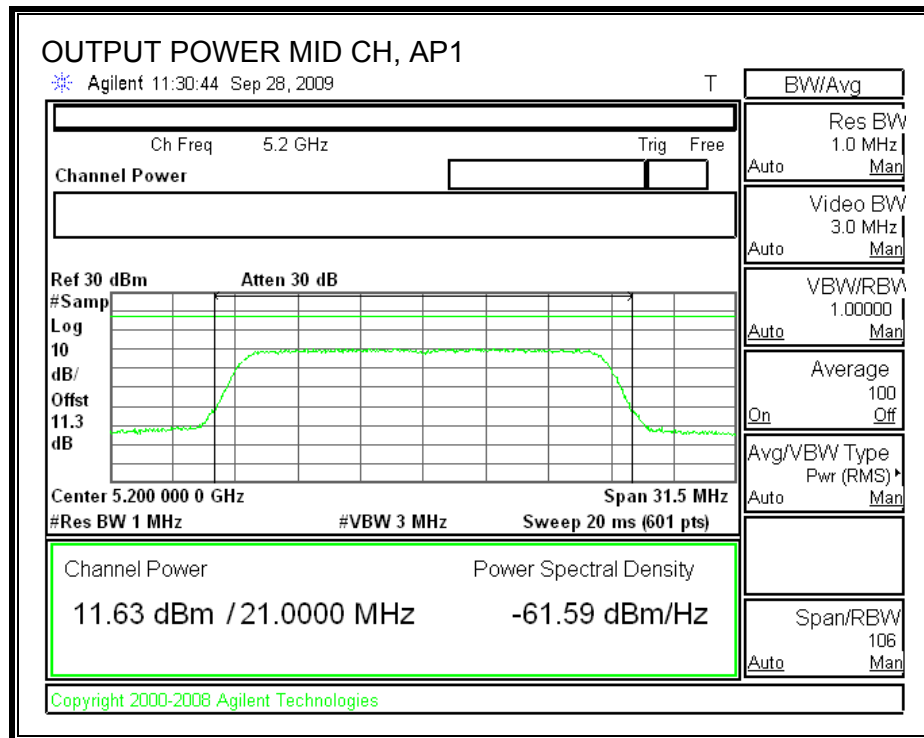 OUTPUT POWER MID CH, AP1
Agilent 11:30:44 Sep 28, 2009 T
Ch Freq 5.2 GHz Trig Free
Channel Power
Ref 30 dBm Atten 30 dB
#Samp
Log
10
dB/
Offst
11.3
dB
Center 5.200 000 0 GHz Span 31.5 MHz
#Res BW 1 MHz #VBW 3 MHz Sweep 20 ms (601 pts)
Channel Power Power Spectral Density
11.63 dBm / 21.0000 MHz -61.59 dBm/Hz
Copyright 2000-2008 Agilent Technologies
BW/Avg
Res BW
1.0 MHz
Auto Man
Video BW
3.0 MHz
Auto Man
VBW/RBW
1.00000
Auto Man
Average
100
On Off
Avg/VBW Type
Pwr (RMS)
Auto Man
Span/RBW
106
Auto Man